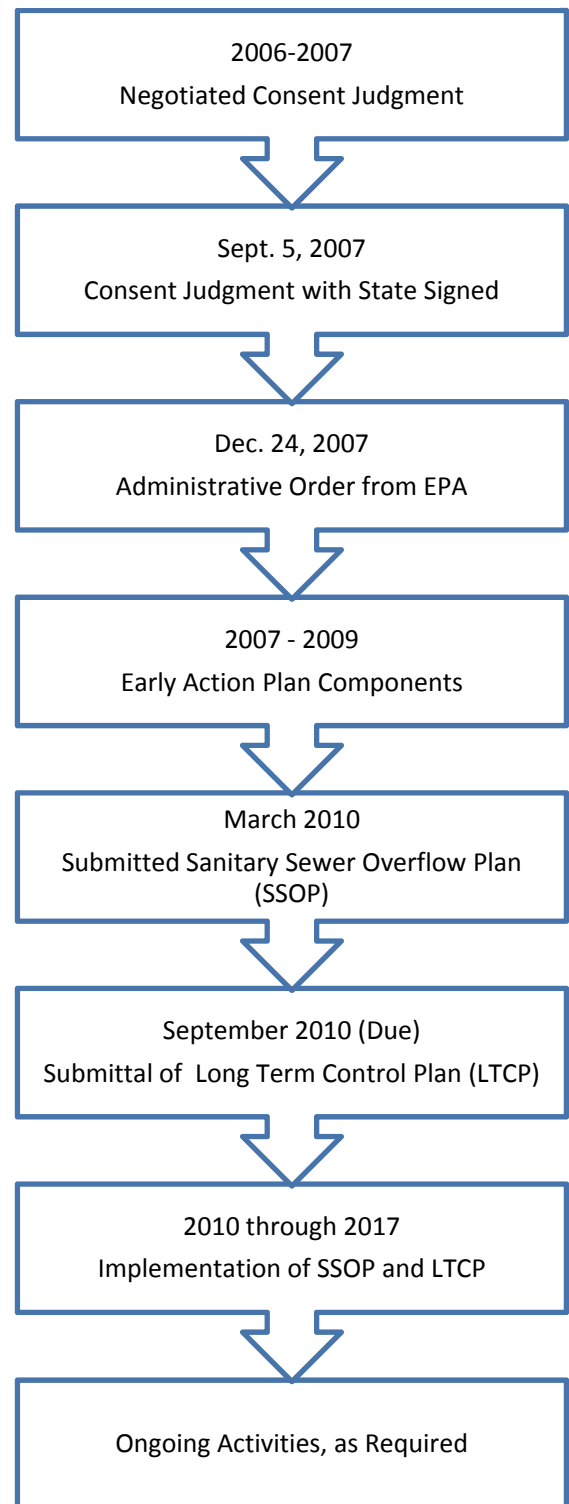 2006-2007
Negotiated Consent Judgment
Sept. 5, 2007
Consent Judgment with State Signed
Dec. 24, 2007
Administrative Order from EPA
2007 - 2009
Early Action Plan Components
March 2010
Submitted Sanitary Sewer Overflow Plan
(SSOP)
September 2010 (Due)
Submittal of Long Term Control Plan (LTCP)
2010 through 2017
Implementation of SSOP and LTCP
Ongoing Activities, as Required